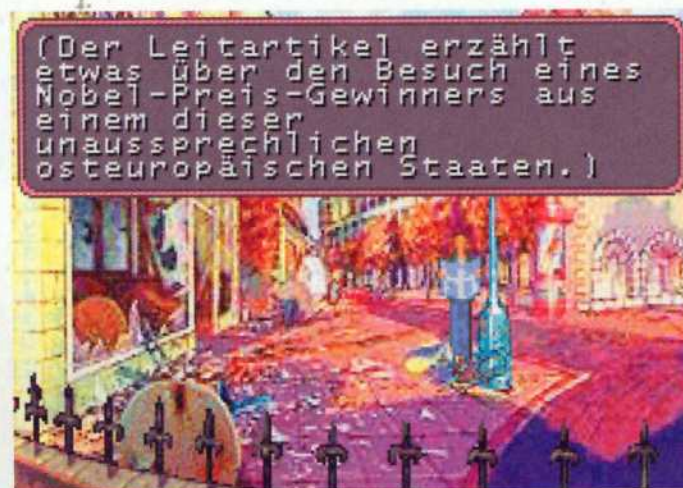 (Der Leitartikel erzählt
etwas über den Besuch eines
Nobel-Preis-Gewinners aus
einem dieser
unaussprechlichen
osteuropäischen Staaten.)